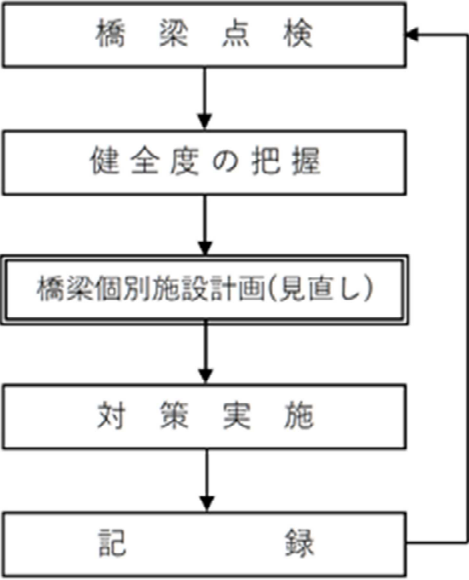 橋梁点検
健全度の把握
橋梁個別施設計画(見直し)
対策実施
記録